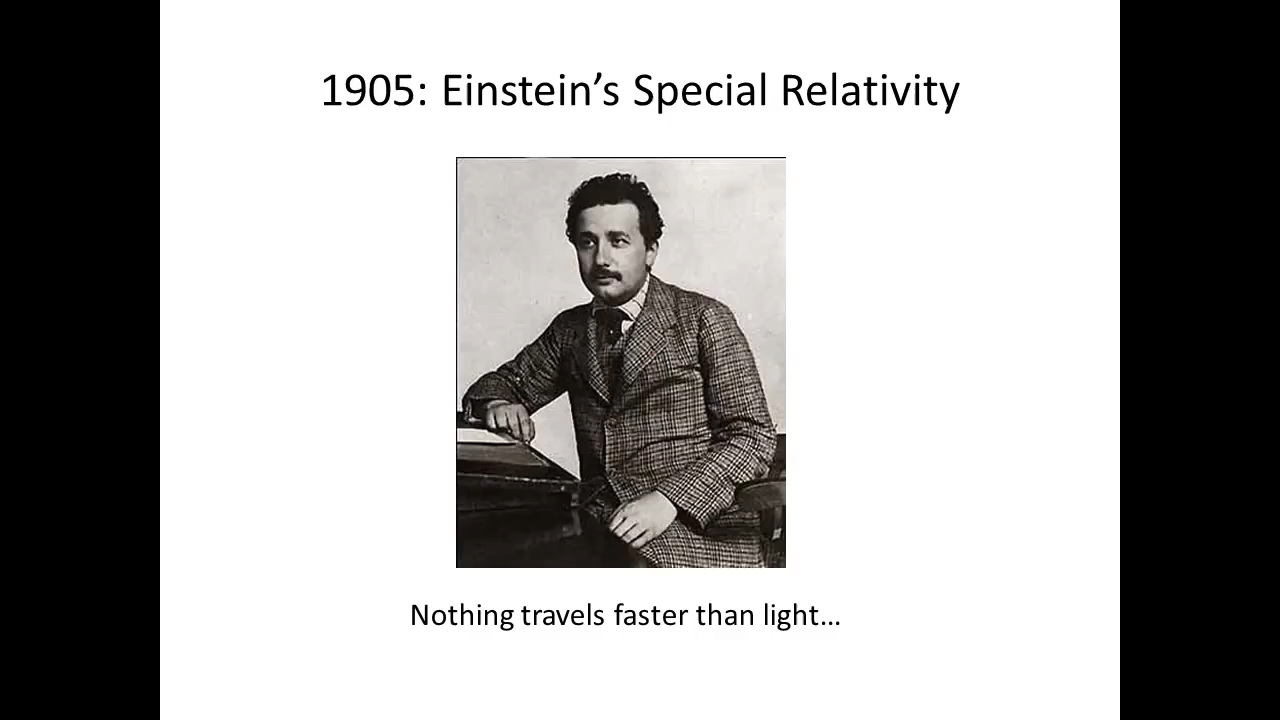 1905: Einstein’s Special Relativity
Nothing travels faster than light…